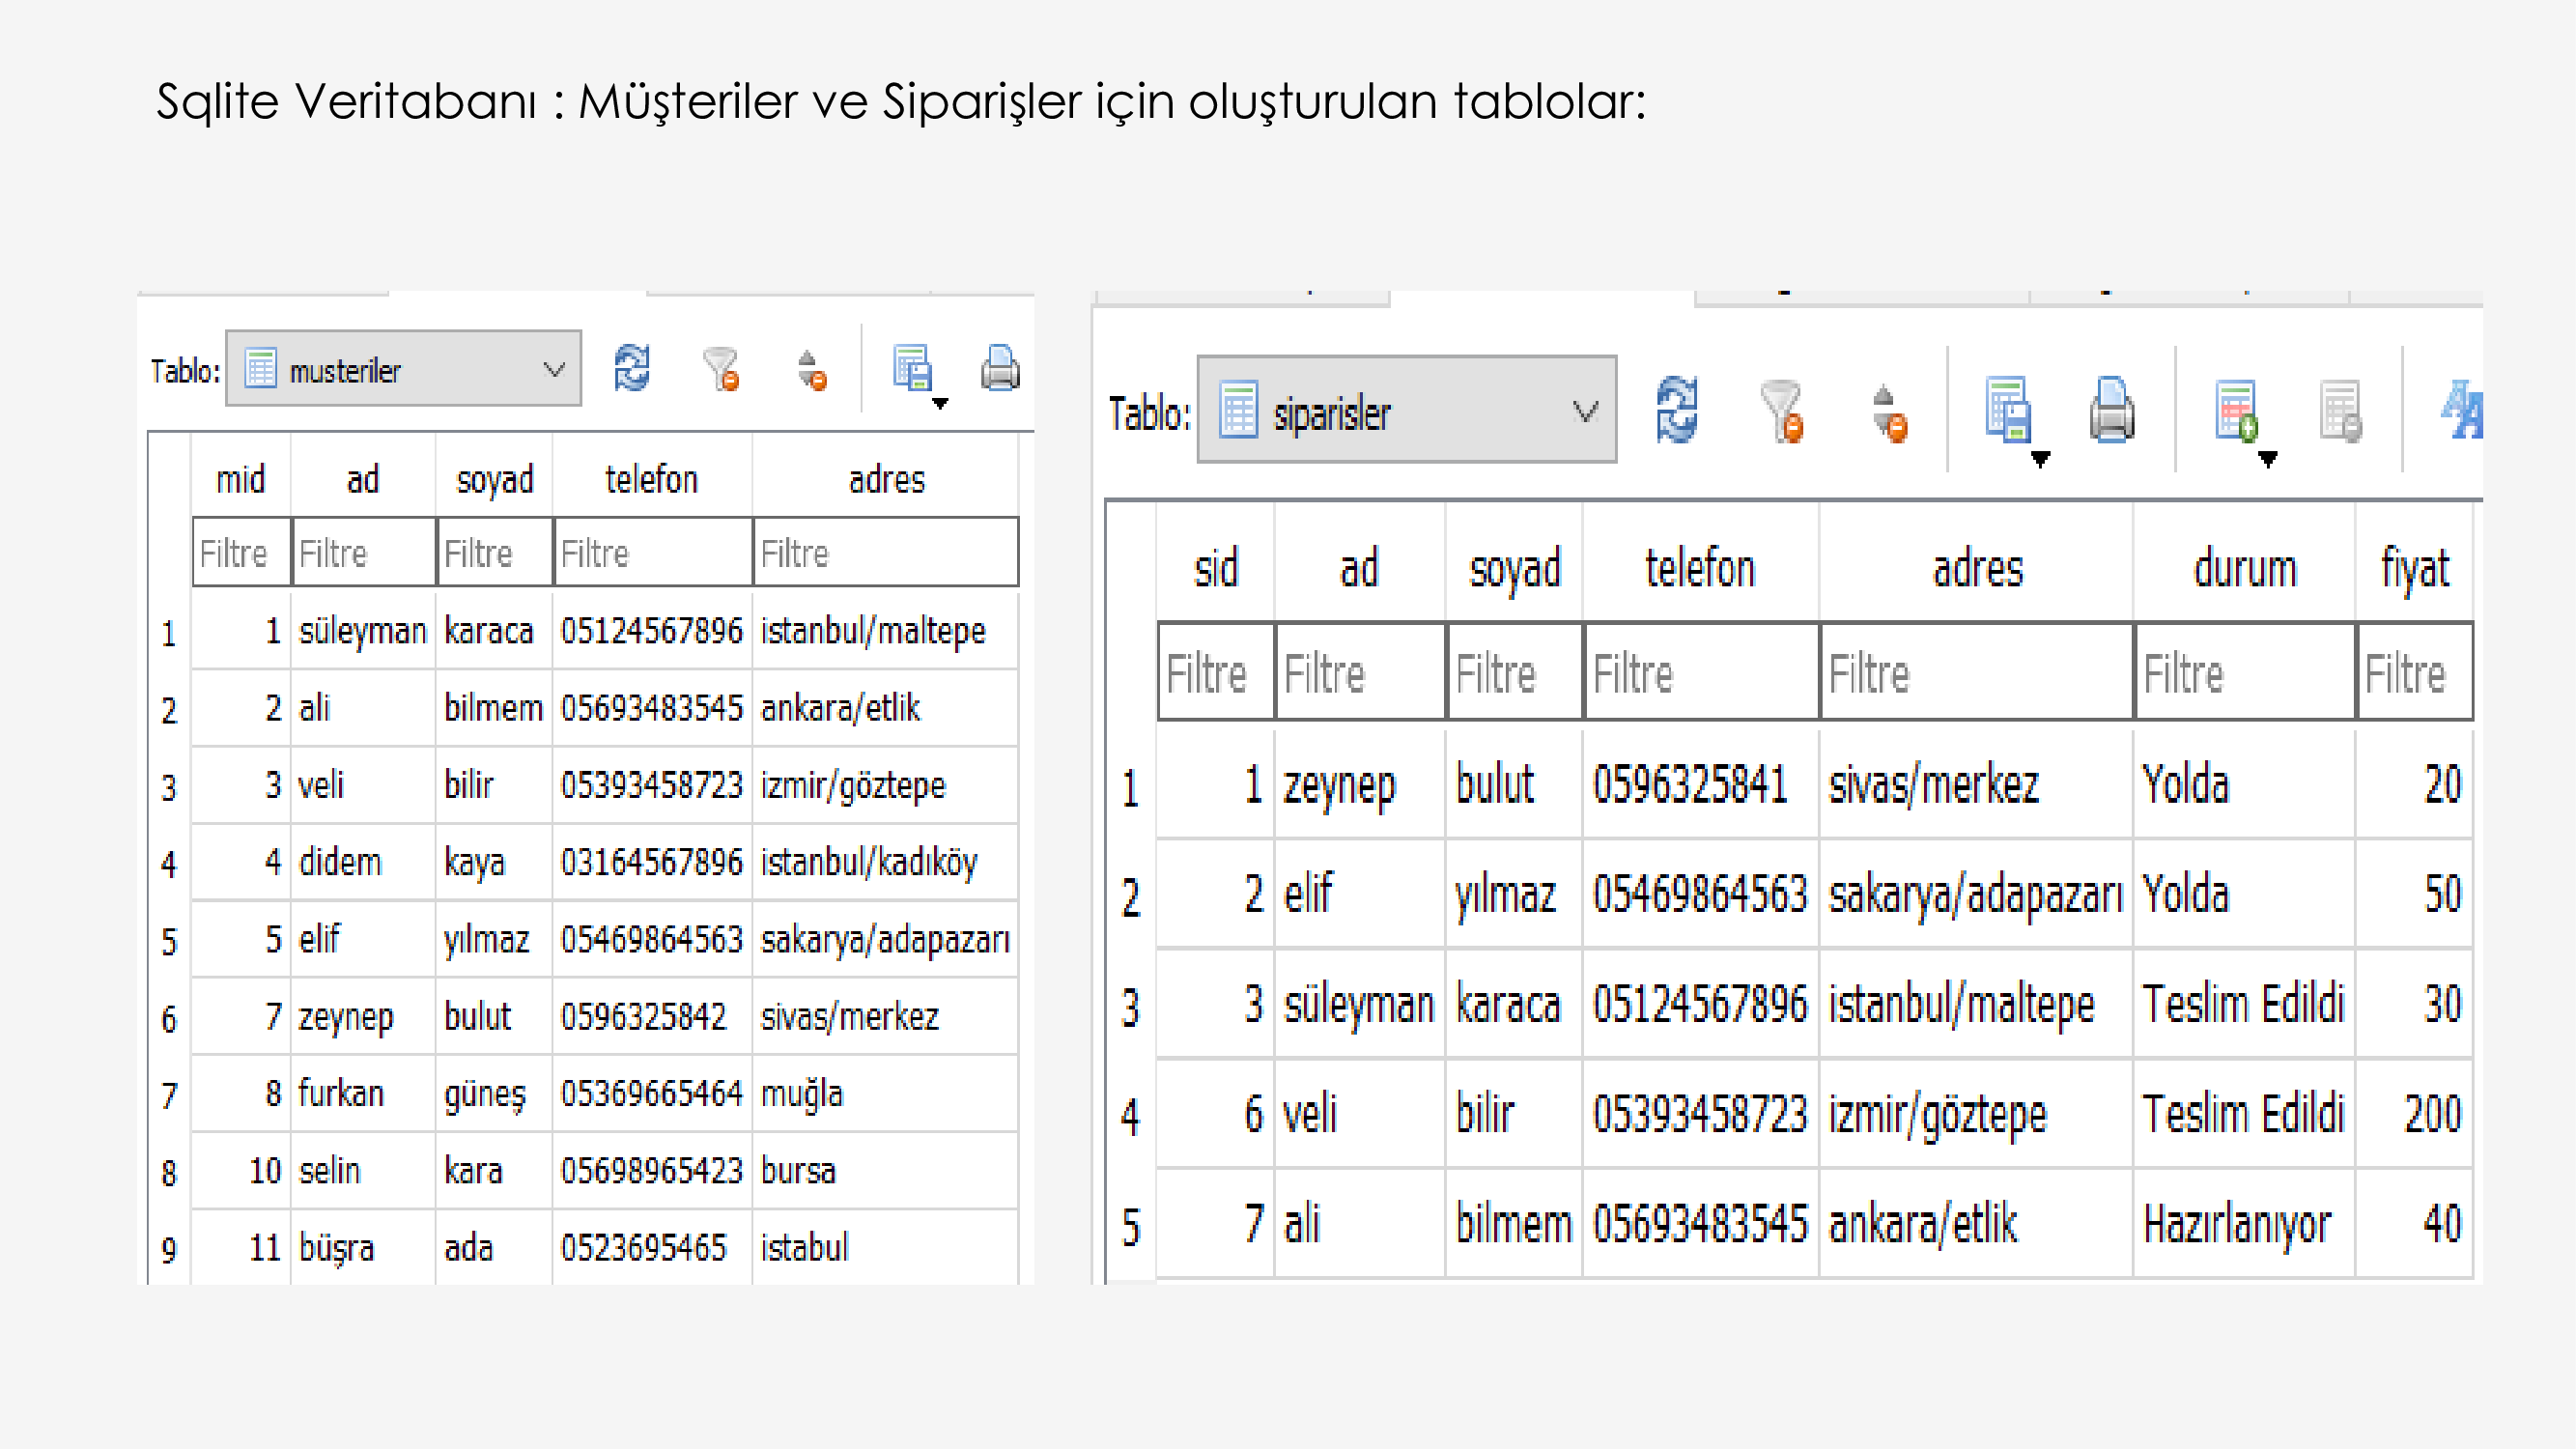 Sqlite Veritabanı : Müşteriler ve Siparişler için oluşturulan tablolar:
Tablo: musteriler
mid ad soyad telefon adres
Filtre Filtre Filtre Filtre Filtre
1 1 süleyman karaca 05124567896 istanbul/maltepe
2 2 ali bilmem 05693483545 ankara/etlik
3 3 veli bilir 05393458723 izmir/göztepe
4 4 didem kaya 03164567896 istanbul/kadıköy
5 5 elif yılmaz 05469864563 sakarya/adapazarı
6 7 zeynep bulut 0596325842 sivas/merkez
7 8 furkan güneş 05369665464 muğla
8 10 selin kara 05698965423 bursa
9 11 büşra ada 0523695465 istabul
Tablo: siparisler
sid ad soyad telefon adres durum fiyat
Filtre Filtre Filtre Filtre Filtre Filtre Filtre
1 1 zeynep bulut 0596325841 sivas/merkez Yolda 20
2 2 elif yılmaz 05469864563 sakarya/adapazarı Yolda 50
3 3 süleyman karaca 05124567896 istanbul/maltepe Teslim Edildi 30
4 6 veli bilir 05393458723 izmir/göztepe Teslim Edildi 200
5 7 ali bilmem 05693483545 ankara/etlik Hazırlanıyor 40